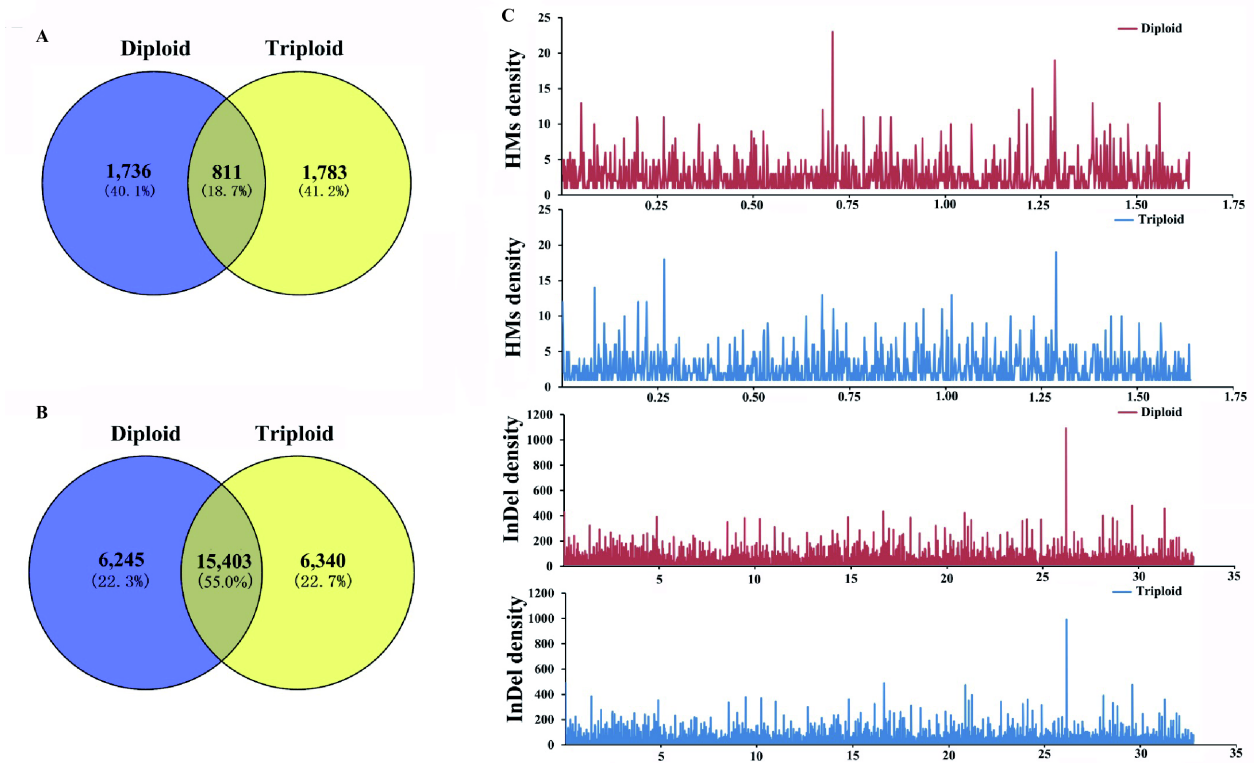 A
Diploid Triploid
1,736 811 1,783
(40.1%) (18.7%) (41.2%)
B
Diploid Triploid
6,245 15,403 6,340
(22.3%) (55.0%) (22.7%)
C
HMs density
25
20
15
10
5
0
Diploid
0.25 0.50 0.75 1.00 1.25 1.50 1.75
HMs density
25
20
15
10
5
0
Triploid
0.25 0.50 0.75 1.00 1.25 1.50 1.75
InDel density
1200
1000
800
600
400
200
0
Diploid
5 10 15 20 25 30 35
InDel density
1200
1000
800
600
400
200
0
Triploid
5 10 15 20 25 30 35